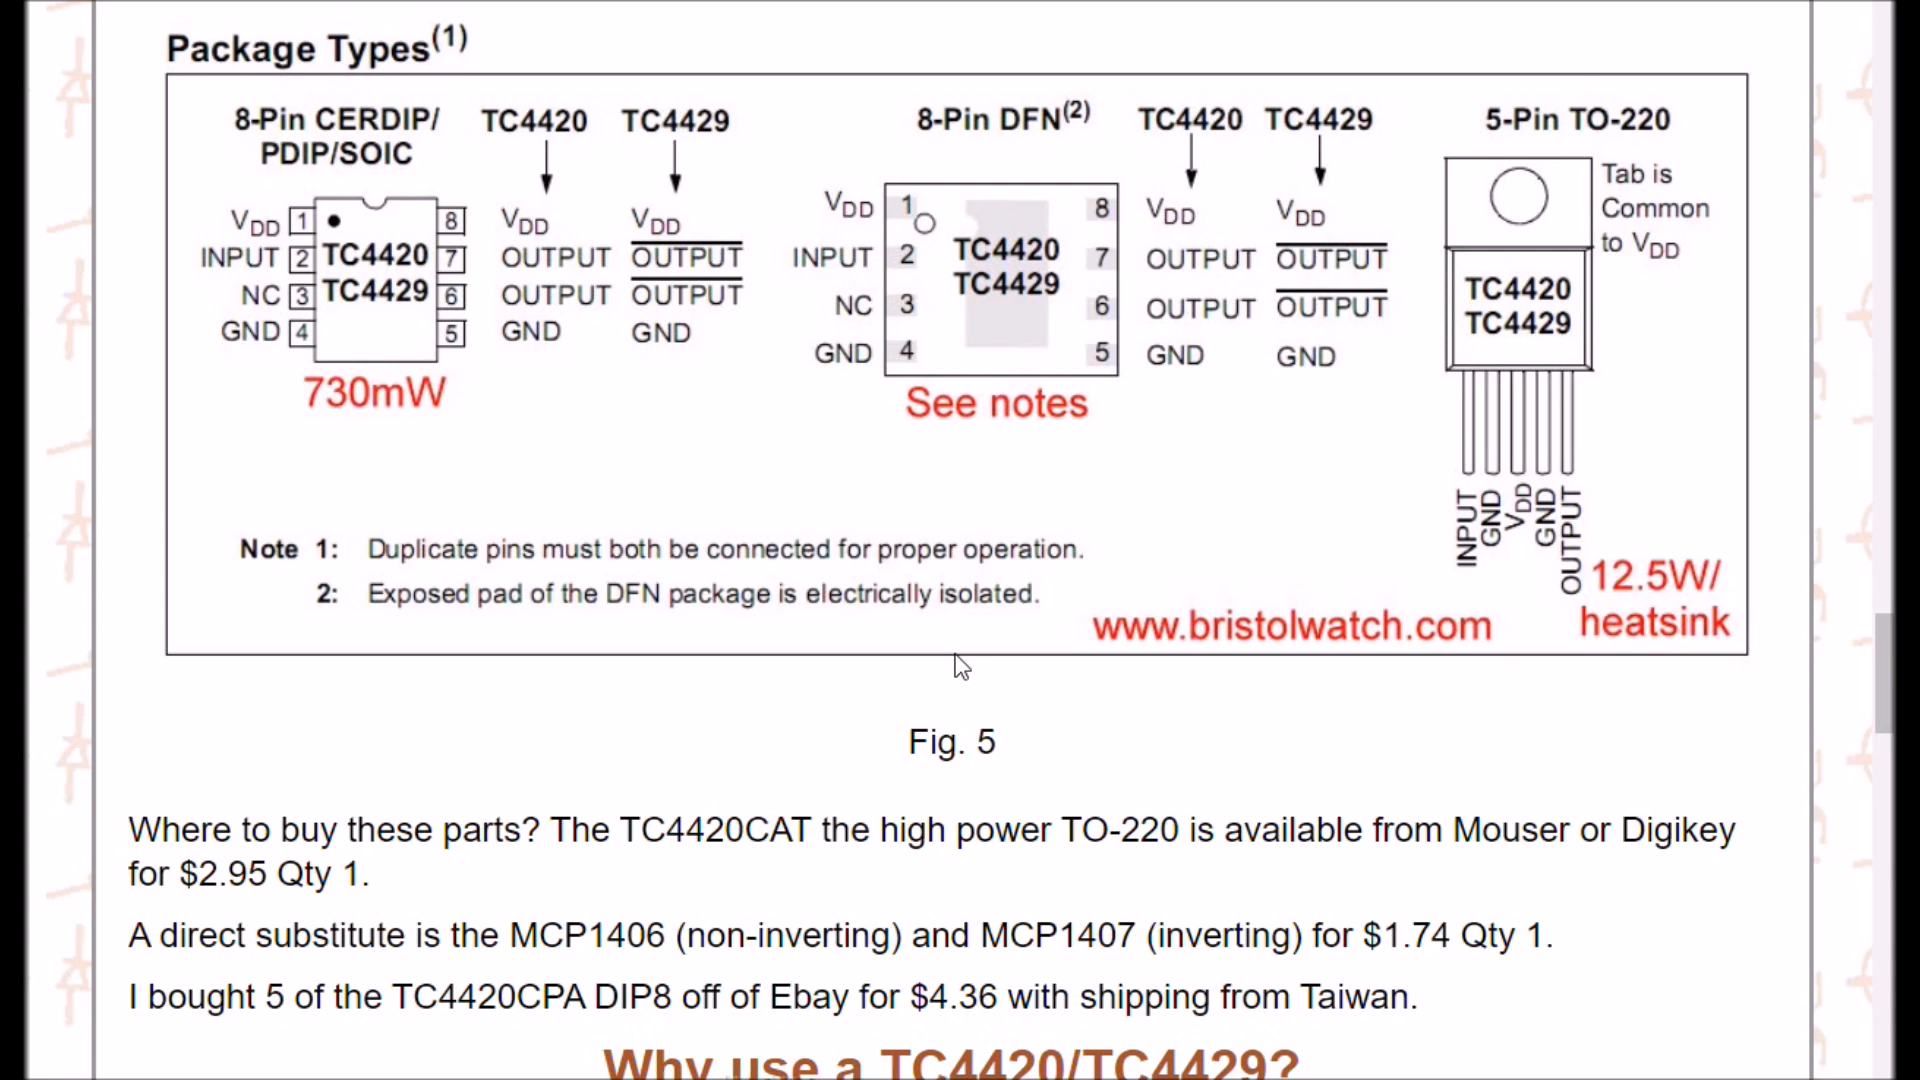 Package Types(1)
8-Pin CERDIP/
PDIP/SOIC
TC4420 TC4429
VDD 1 8 VDD VDD
INPUT 2 TC4420 7 OUTPUT OUTPUT
NC 3 TC4429 6 OUTPUT OUTPUT
GND 4 5 GND GND
730mW
8-Pin DFN(2) TC4420 TC4429
VDD 1 8 VDD VDD
INPUT 2 TC4420 7 OUTPUT OUTPUT
TC4429
NC 3 6 OUTPUT OUTPUT
GND 4 5 GND GND
See notes
5-Pin TO-220
Tab is
Common
to VDD
TC4420
TC4429
INPUT
GND
VDD
GND
OUTPUT
12.5W/
heatsink
Note 1: Duplicate pins must both be connected for proper operation.
2: Exposed pad of the DFN package is electrically isolated.
www.bristolwatch.com
Fig. 5
Where to buy these parts? The TC4420CAT the high power TO-220 is available from Mouser or Digikey
for $2.95 Qty 1.
A direct substitute is the MCP1406 (non-inverting) and MCP1407 (inverting) for $1.74 Qty 1.
I bought 5 of the TC4420CPA DIP8 off of Ebay for $4.36 with shipping from Taiwan.
Why use a TC4420/TC4429?